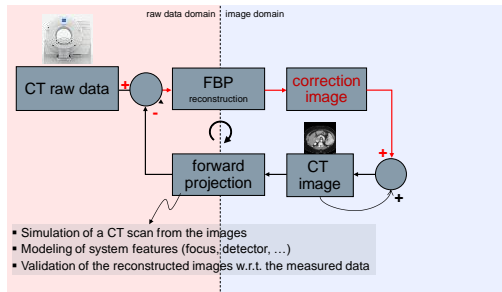 raw data domain
image domain
CT raw data
+
-
FBP
reconstruction
correction
image
+
+
forward
projection
CT
image
▪ Simulation of a CT scan from the images
▪ Modeling of system features (focus, detector, …)
▪ Validation of the reconstructed images w.r.t. the measured data